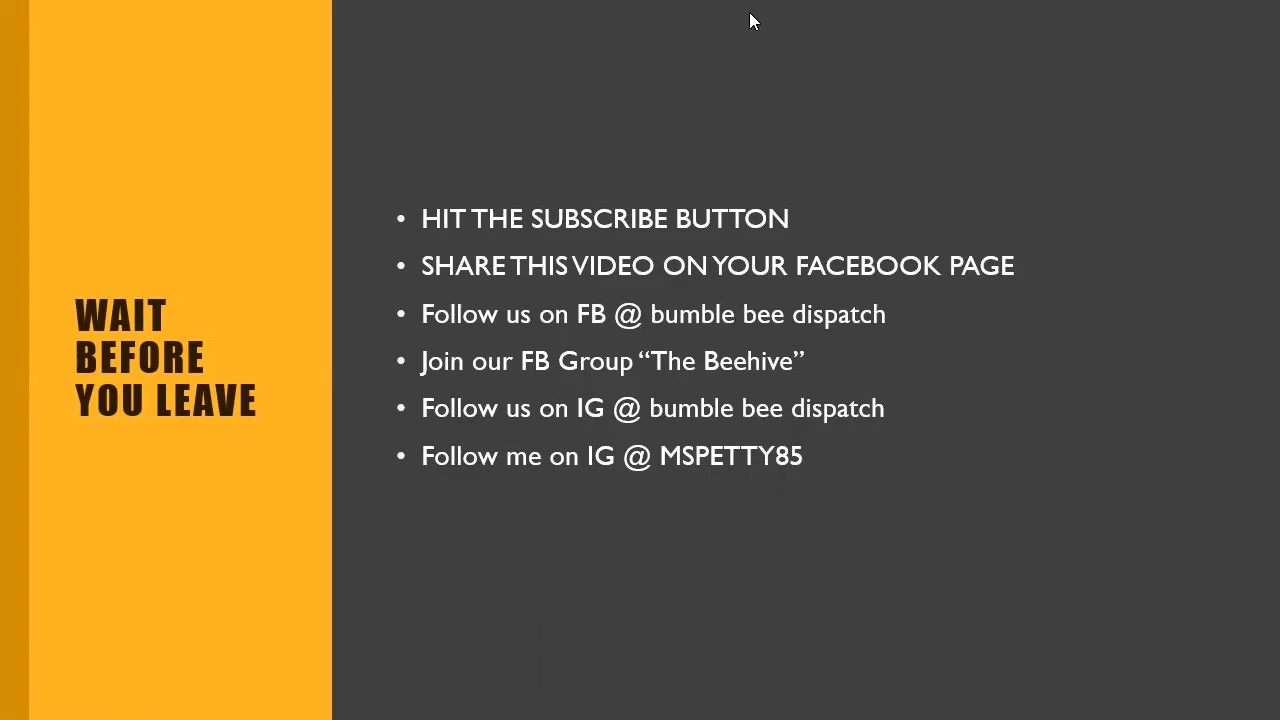 WAIT
BEFORE
YOU LEAVE
• HIT THE SUBSCRIBE BUTTON
• SHARE THIS VIDEO ON YOUR FACEBOOK PAGE
• Follow us on FB @ bumble bee dispatch
• Join our FB Group “The Beehive”
• Follow us on IG @ bumble bee dispatch
• Follow me on IG @ MSPETTY85